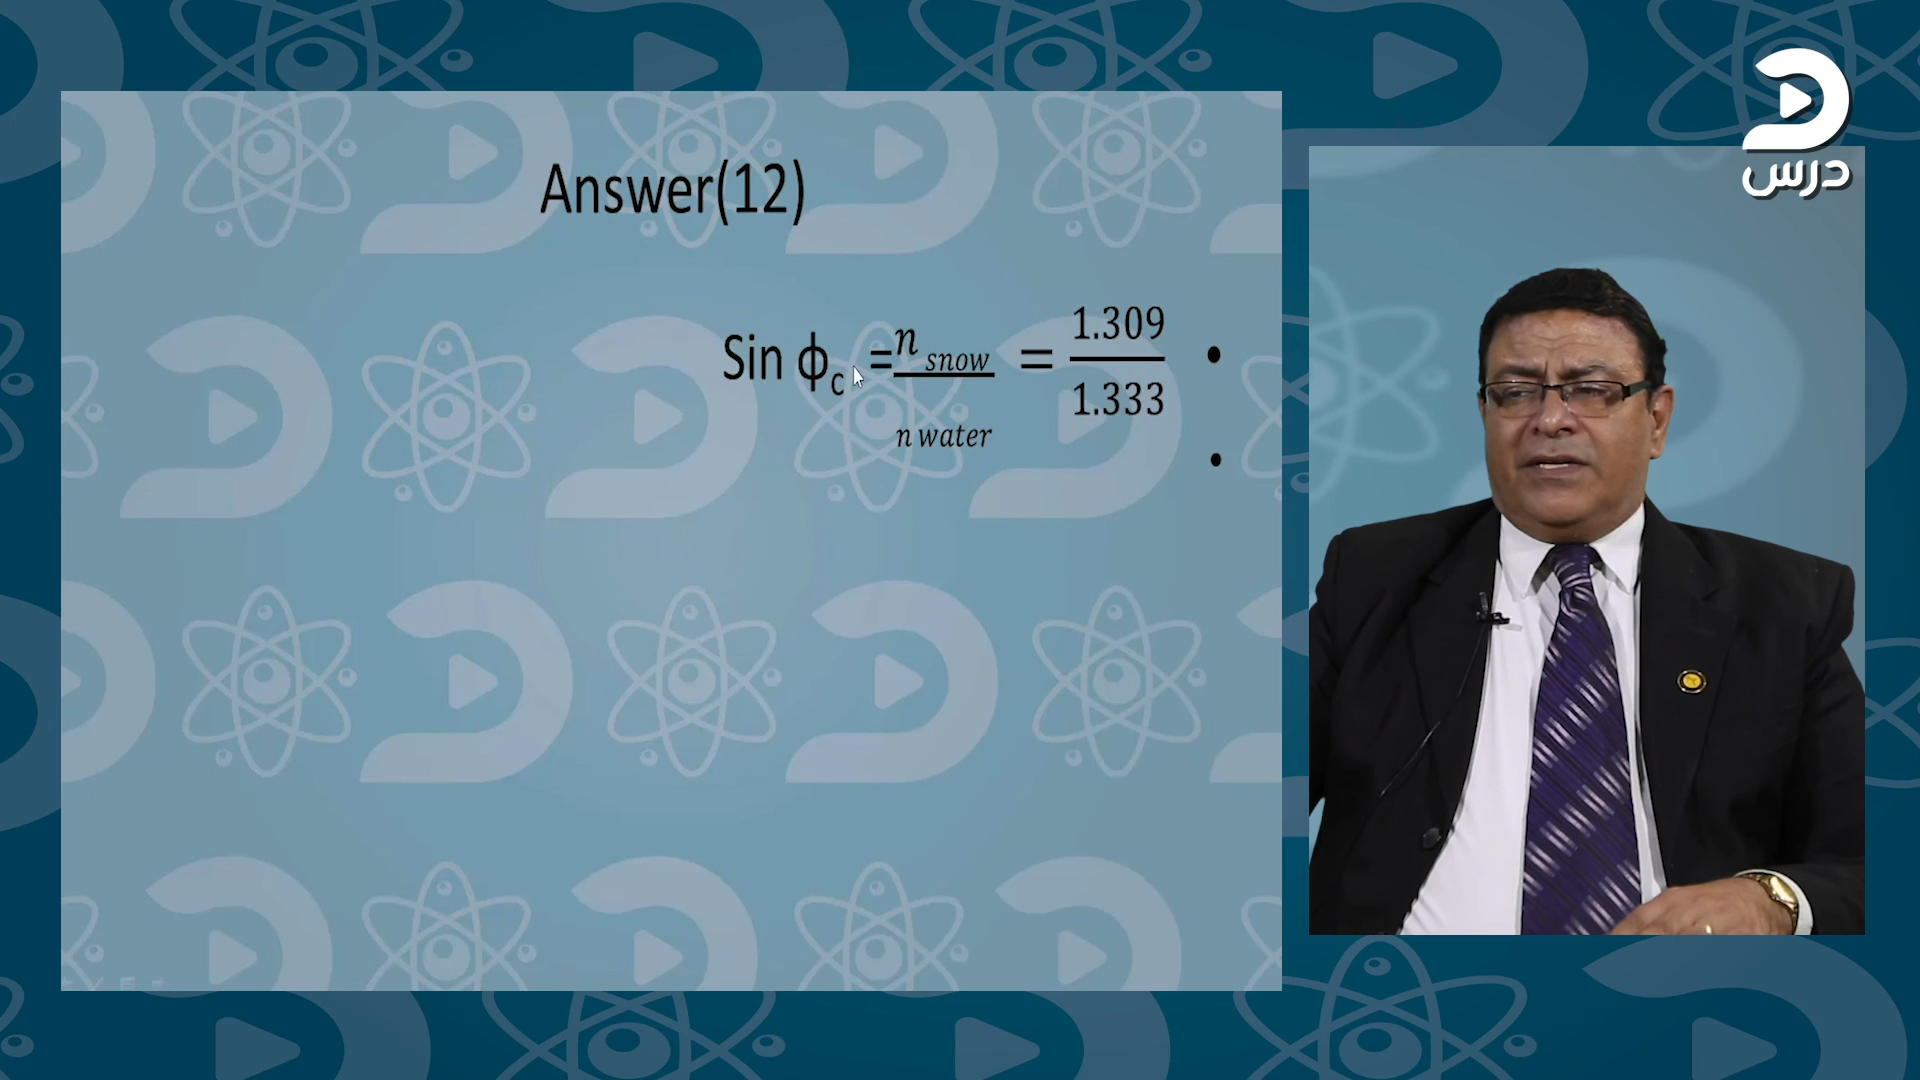 درس
Answer(12)
Sin ϕc = n snow / n water = 1.309 / 1.333 •
•